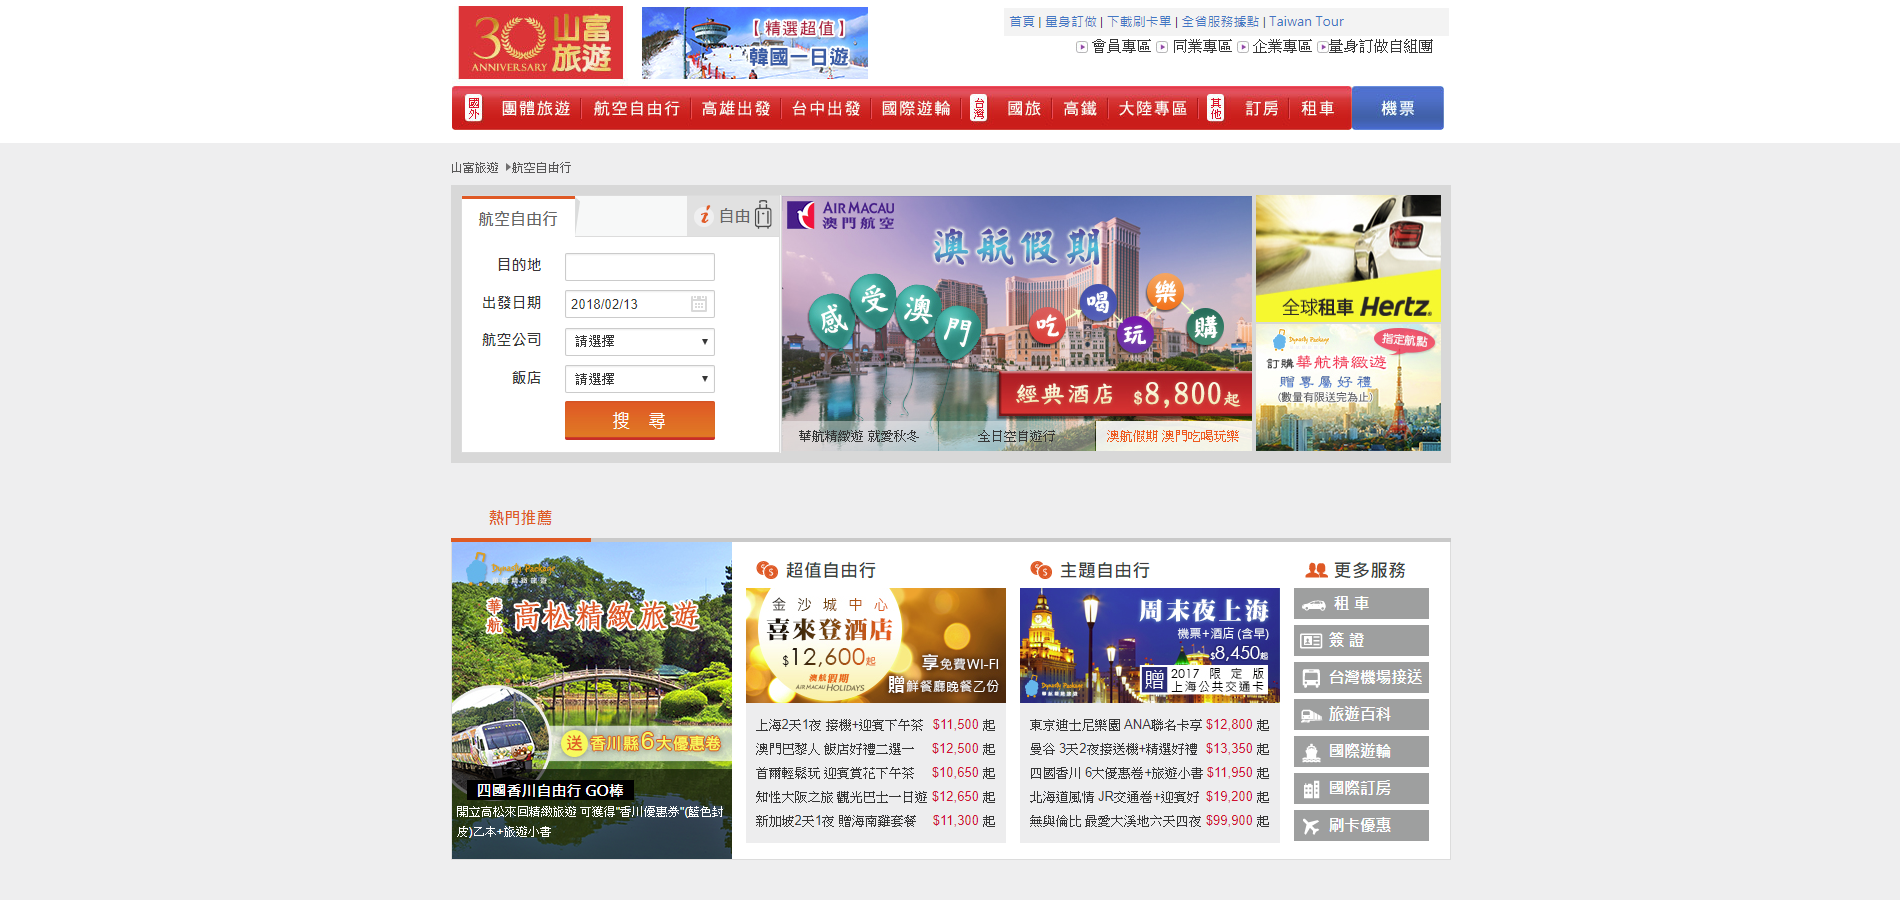 30 山富旅遊
ANNIVERSARY
【精選超值】
韓國一日遊
首頁 | 量身訂做 | 下載刷卡單 | 全省服務據點 | Taiwan Tour
會員專區 同業專區 企業專區 量身訂做自組團
國外 團體旅遊 航空自由行 高雄出發 台中出發 國際遊輪 台灣 國旅 高鐵 大陸專區 其他 訂房 租車 機票
山富旅遊 航空自由行
航空自由行
i 自由
目的地
出發日期 2018/02/13
航空公司 請選擇
飯店 請選擇
搜 尋
AIR MACAU
澳門航空
澳航假期
感受澳門
吃喝玩樂購
經典酒店 $8,800起
華航精緻遊 就愛秋冬 全日空自遊行 澳航假期 澳門吃喝玩樂
全球租車 Hertz
Dynasty Package
指定航點
訂購華航精緻遊
贈專屬好禮
(數量有限送完為止)
熱門推薦
Dynasty Package
華航精緻旅遊
華航 高松精緻旅遊
送 香川縣6大優惠卷
四國香川自由行 GO棒
開立高松來回精緻旅遊 可獲得"香川優惠券"(藍色封
皮)乙本+旅遊小書
超值自由行
金沙城中心
喜來登酒店
$12,600起
澳航假期
AIR MACAU HOLIDAYS
享免費WI-FI
贈鮮餐廳晚餐乙份
上海2天1夜 接機+迎賓下午茶 $11,500 起
澳門巴黎人 飯店好禮二選一 $12,500 起
首爾輕鬆玩 迎賓賞花下午茶 $10,650 起
知性大阪之旅 觀光巴士一日遊 $12,650 起
新加坡2天1夜 贈海南雞套餐 $11,300 起
主題自由行
周末夜上海
機票+酒店(含早)
$8,450起
贈 2017 限定版
上海公共交通卡
Dynasty Package
華航精緻旅遊
東京迪士尼樂園 ANA聯名卡享 $12,800 起
曼谷 3天2夜接送機+精選好禮 $13,350 起
四國香川 6大優惠卷+旅遊小書 $11,950 起
北海道風情 JR交通卷+迎賓好 $19,200 起
無與倫比 最愛大溪地六天四夜 $99,900 起
更多服務
租 車
簽 證
台灣機場接送
旅遊百科
國際遊輪
國際訂房
刷卡優惠